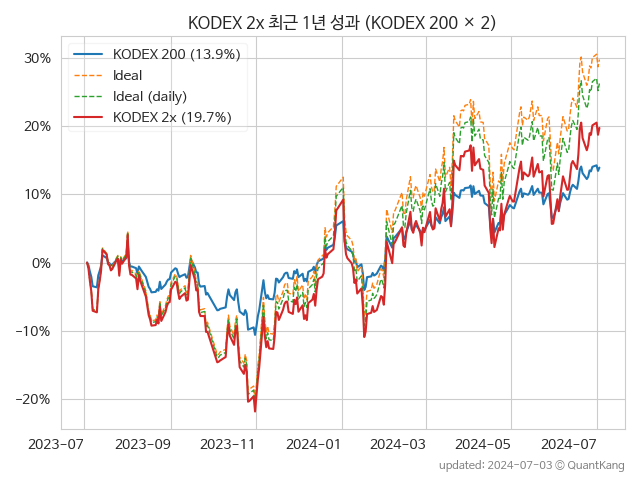 KODEX 2x 최근 1년 성과 (KODEX 200 × 2)
KODEX 200 (13.9%)
Ideal
Ideal (daily)
KODEX 2x (19.7%)
30%
20%
10%
0%
−10%
−20%
2023-07
2023-09
2023-11
2024-01
2024-03
2024-05
2024-07
updated: 2024-07-03 © QuantKang